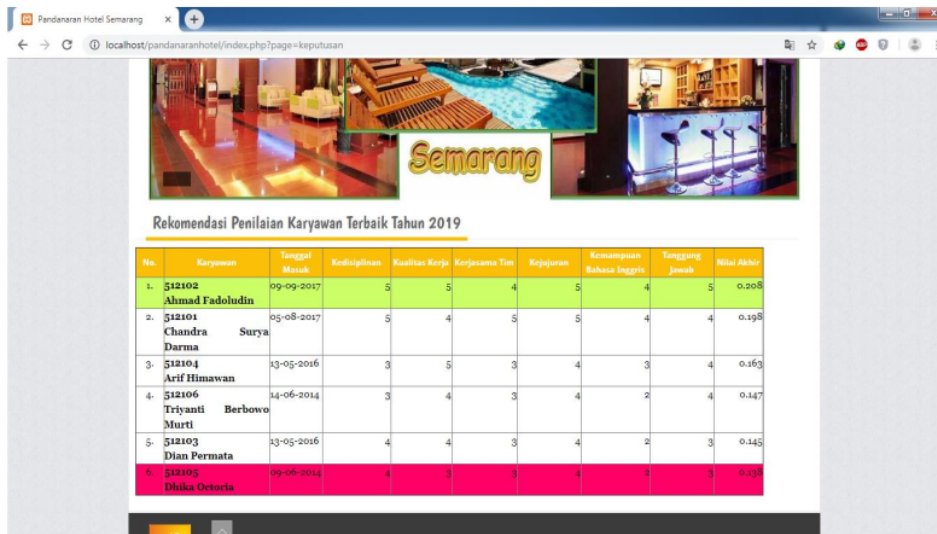 Pandanaran Hotel Semarang
localhost/pandanaranhotel/index.php?page=keputusan
Semarang
Rekomendasi Penilaian Karyawan Terbaik Tahun 2019
No. Karyawan Tanggal Masuk Kedisiplinan Kualitas Kerja Kerjasama Tim Kejujuran Kemampuan Bahasa Inggris Tanggung Jawab Nilai Akhir
1. 512102 09-09-2017 5 5 4 5 4 5 0.208
Ahmad Fadoludin
2. 512101 05-08-2017 5 4 5 5 4 4 0.198
Chandra Surya
Darma
3. 512104 13-05-2016 3 5 3 4 3 4 0.163
Arif Himawan
4. 512106 14-06-2014 3 4 3 4 2 4 0.147
Triyanti Berbowo
Murti
5. 512103 13-05-2016 4 4 3 4 2 3 0.145
Dian Permata
6. 512105 09-06-2014 4 3 3 4 2 3 0.138
Dhika Octoria